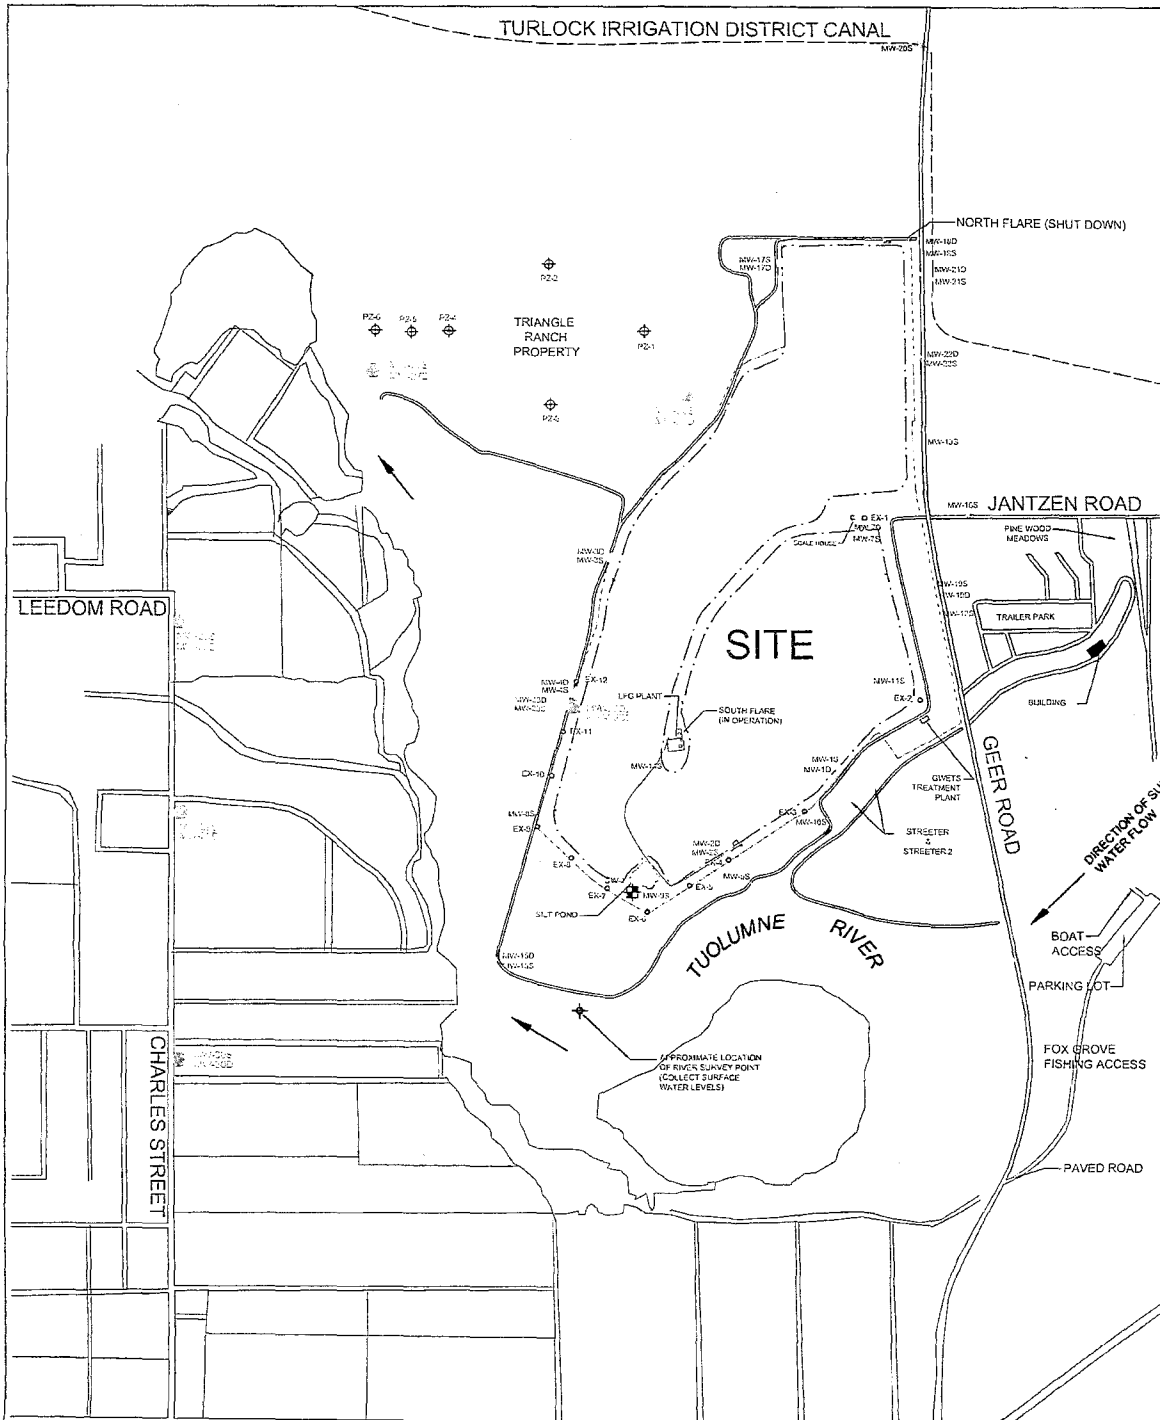 TURLOCK IRRIGATION DISTRICT CANAL
MW-20S
NORTH FLARE (SHUT DOWN)
MW-17S
MW-17D
MW-18D
MW-18S
MW-21D
MW-21S
PZ-2
PZ-6
PZ-5
PZ-4
TRIANGLE
RANCH
PROPERTY
PZ-1
MW-22D
MW-22S
MW-13S
MW-16S
JANTZEN ROAD
EX-1
MW-7S
SCALE HOUSE
PINE WOOD
MEADOWS
MW-3D
MW-3S
LEEDOM ROAD
TRAILER PARK
SITE
MW-4D
MW-4S
EX-12
MW-11S
EX-2
LFG PLANT
SOUTH FLARE
(IN OPERATION)
BUILDING
EX-11
EX-10
MW-1S
MW-1D
GWETS
TREATMENT
PLANT
GEER ROAD
MW-8S
EX-9
EX-3
MW-10S
STREETER
&
STREETER 2
MW-2D
MW-2S
EX-4
EX-8
MW-5S
EX-7
MW-9S
EX-5
SILT POND
EX-6
DIRECTION OF SU
WATER FLOW
TUOLUMNE RIVER
BOAT
ACCESS
MW-15D
MW-15S
PARKING LOT
CHARLES STREET
APPROXIMATE LOCATION
OF RIVER SURVEY POINT
(COLLECT SURFACE
WATER LEVELS)
FOX GROVE
FISHING ACCESS
PAVED ROAD